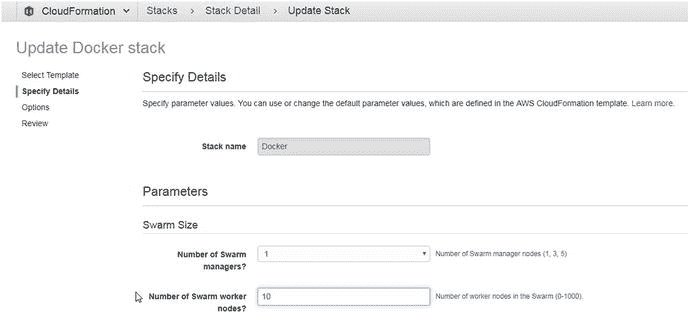 CloudFormation Stacks > Stack Detail > Update Stack
Update Docker stack
Select Template
Specify Details
Options
Review
Specify Details
Specify parameter values. You can use or change the default parameter values, which are defined in the AWS CloudFormation template. Learn more.
Stack name Docker
Parameters
Swarm Size
Number of Swarm managers? 1 Number of Swarm manager nodes (1, 3, 5)
Number of Swarm worker nodes? 10 Number of worker nodes in the Swarm (0-1000).